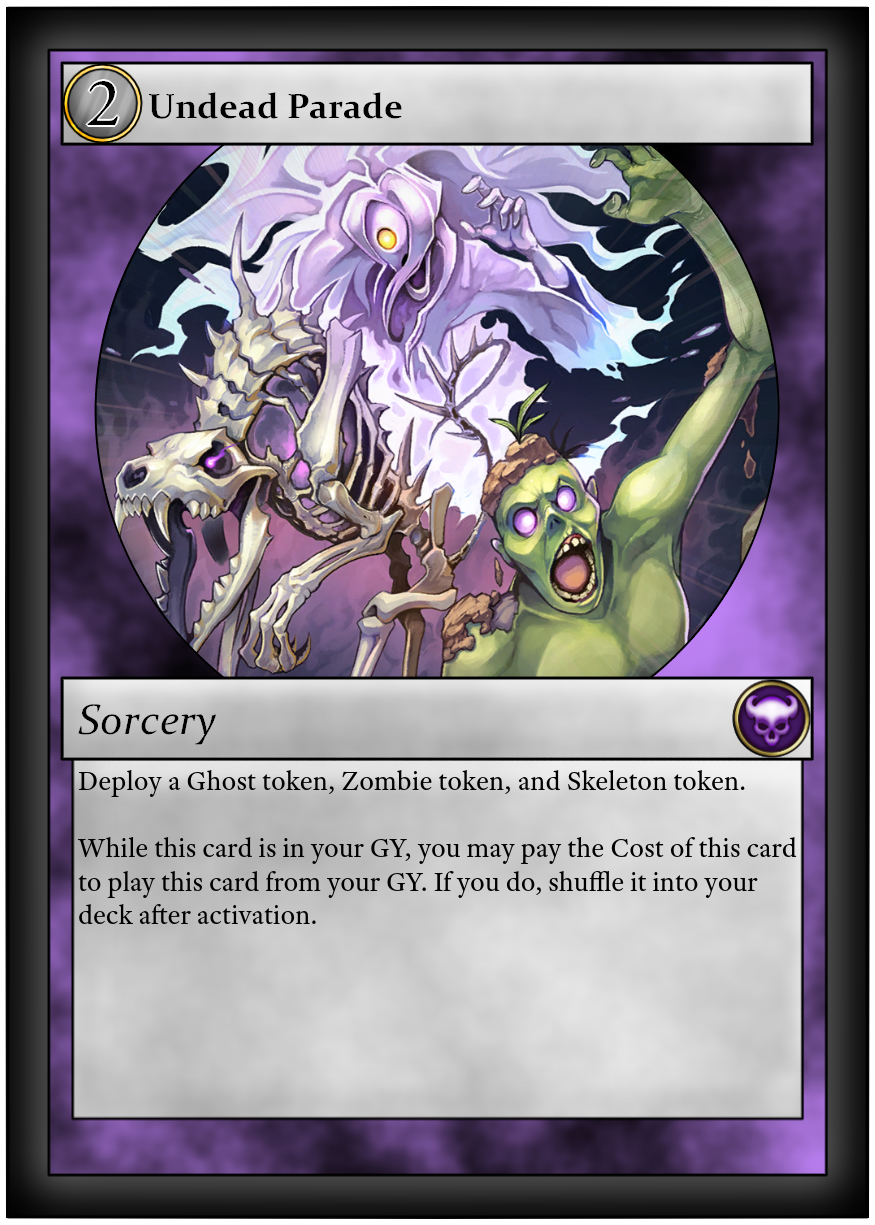 2
Undead Parade
Sorcery
Deploy a Ghost token, Zombie token, and Skeleton token.
While this card is in your GY, you may pay the Cost of this card
to play this card from your GY. If you do, shuffle it into your
deck after activation.